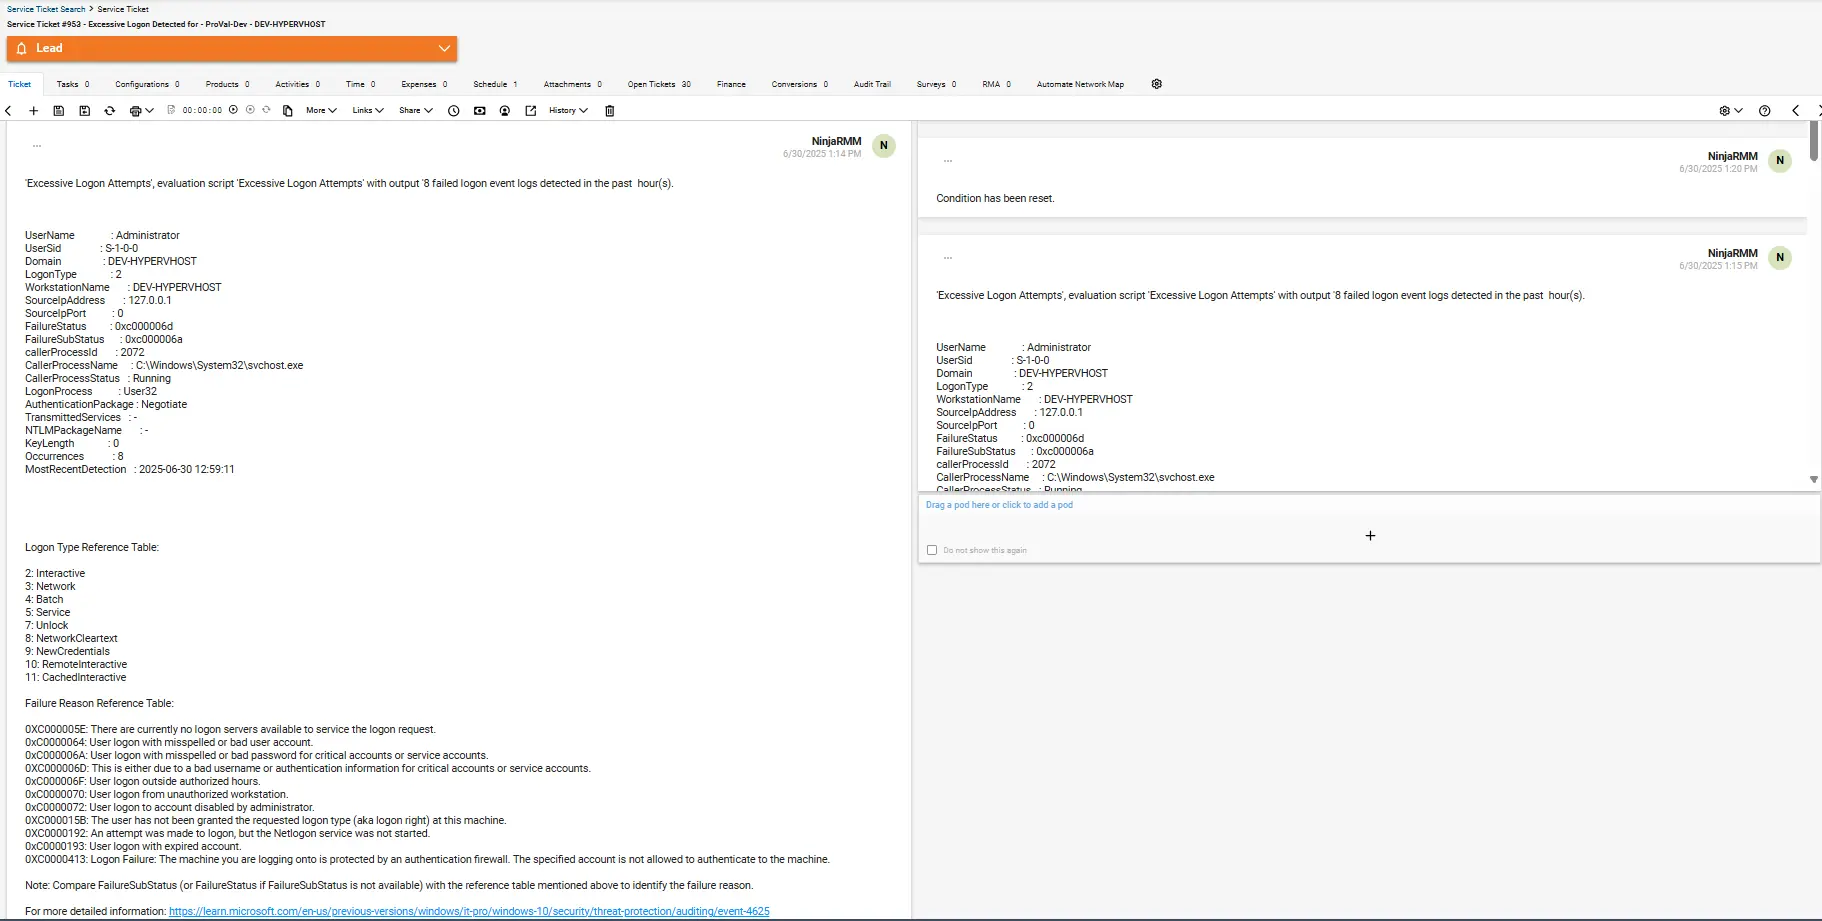 Service Ticket Search > Service Ticket
Service Ticket #953 - Excessive Logon Detected for - ProVal-Dev - DEV-HYPERVHOST
Lead
Ticket Tasks 0 Configurations 0 Products 0 Activities 0 Time 0 Expenses 0 Schedule 1 Attachments 0 Open Tickets 30 Finance Conversions 0 Audit Trail Surveys 0 RMA 0 Automate Network Map
00:00:00 More Links Share History
... NinjaRMM N
6/30/2025 1:14 PM
'Excessive Logon Attempts', evaluation script 'Excessive Logon Attempts' with output '8 failed logon event logs detected in the past hour(s).
UserName : Administrator
UserSid : S-1-0-0
Domain : DEV-HYPERVHOST
LogonType : 2
WorkstationName : DEV-HYPERVHOST
SourceIpAddress : 127.0.0.1
SourceIpPort : 0
FailureStatus : 0xc000006d
FailureSubStatus : 0xc000006a
callerProcessId : 2072
CallerProcessName : C:\Windows\System32\svchost.exe
CallerProcessStatus : Running
LogonProcess : User32
AuthenticationPackage : Negotiate
TransmittedServices : -
NTLMPackageName : -
KeyLength : 0
Occurrences : 8
MostRecentDetection : 2025-06-30 12:59:11
Logon Type Reference Table:
2: Interactive
3: Network
4: Batch
5: Service
7: Unlock
8: NetworkCleartext
9: NewCredentials
10: RemoteInteractive
11: CachedInteractive
Failure Reason Reference Table:
0XC000005E: There are currently no logon servers available to service the logon request.
0xC0000064: User logon with misspelled or bad user account.
0xC000006A: User logon with misspelled or bad password for critical accounts or service accounts.
0XC000006D: This is either due to a bad username or authentication information for critical accounts or service accounts.
0xC000006F: User logon outside authorized hours.
0xC0000070: User logon from unauthorized workstation.
0xC0000072: User logon to account disabled by administrator.
0XC000015B: The user has not been granted the requested logon type (aka logon right) at this machine.
0XC0000192: An attempt was made to logon, but the Netlogon service was not started.
0xC0000193: User logon with expired account.
0XC0000413: Logon Failure: The machine you are logging onto is protected by an authentication firewall. The specified account is not allowed to authenticate to the machine.
Note: Compare FailureSubStatus (or FailureStatus if FailureSubStatus is not available) with the reference table mentioned above to identify the failure reason.
For more detailed information: https://learn.microsoft.com/en-us/previous-versions/windows/it-pro/windows-10/security/threat-protection/auditing/event-4625
... NinjaRMM N
6/30/2025 1:20 PM
Condition has been reset.
... NinjaRMM N
6/30/2025 1:15 PM
'Excessive Logon Attempts', evaluation script 'Excessive Logon Attempts' with output '8 failed logon event logs detected in the past hour(s).
UserName : Administrator
UserSid : S-1-0-0
Domain : DEV-HYPERVHOST
LogonType : 2
WorkstationName : DEV-HYPERVHOST
SourceIpAddress : 127.0.0.1
SourceIpPort : 0
FailureStatus : 0xc000006d
FailureSubStatus : 0xc000006a
callerProcessId : 2072
CallerProcessName : C:\Windows\System32\svchost.exe
CallerProcessStatus : Running
Drag a pod here or click to add a pod
+
Do not show this again